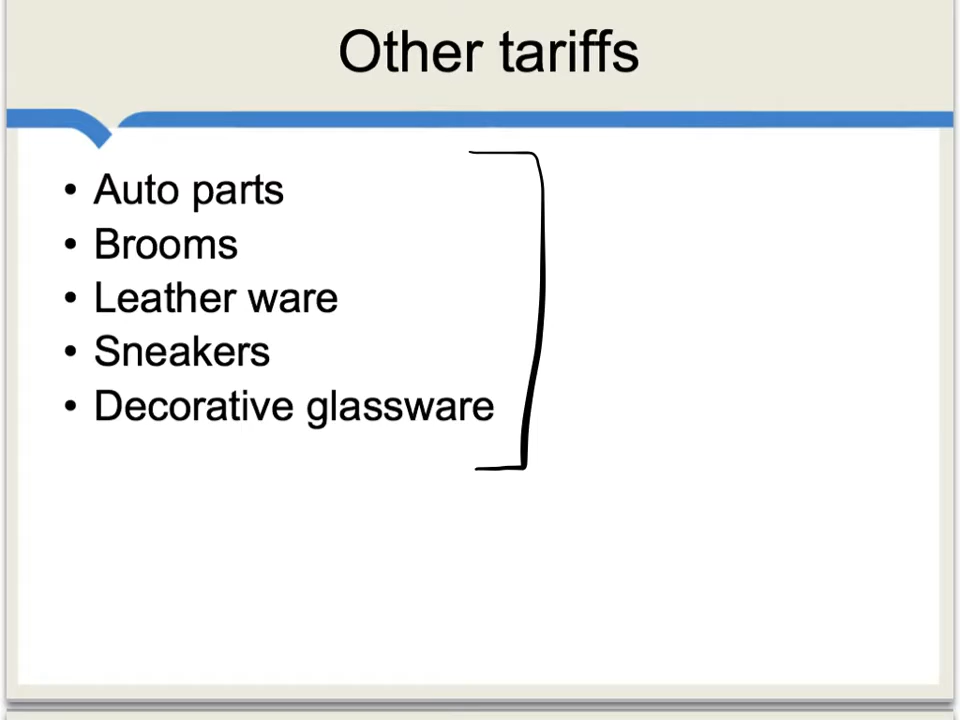 Other tariffs
• Auto parts
• Brooms
• Leather ware
• Sneakers
• Decorative glassware